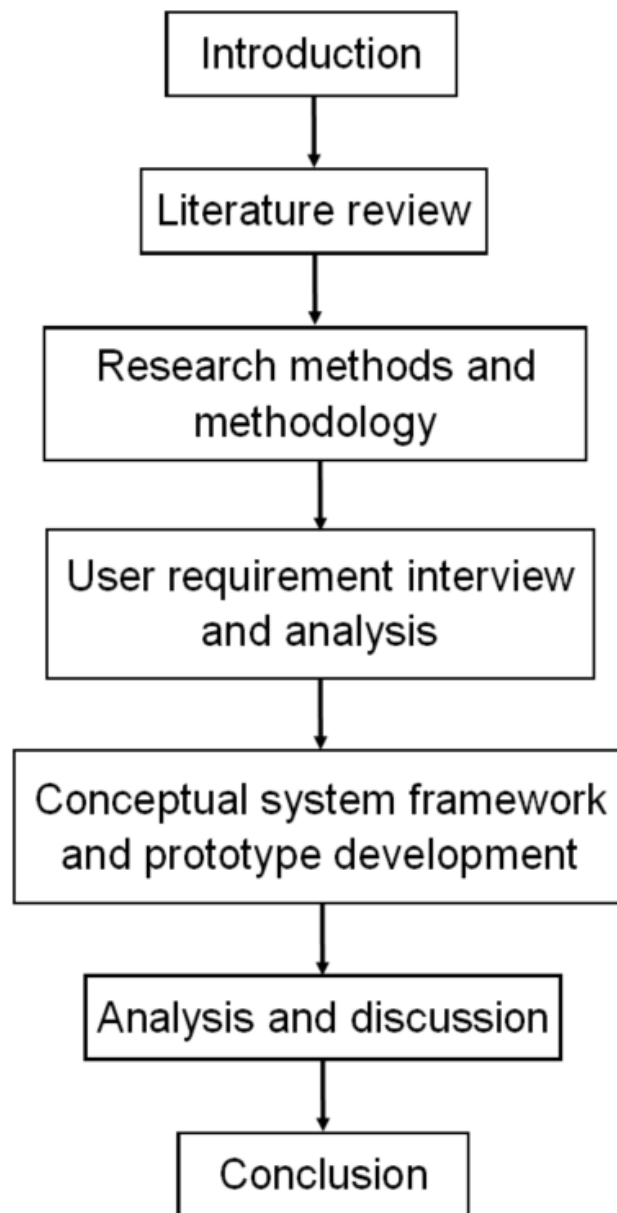 Introduction
Literature review
Research methods and
methodology
User requirement interview
and analysis
Conceptual system framework
and prototype development
Analysis and discussion
Conclusion